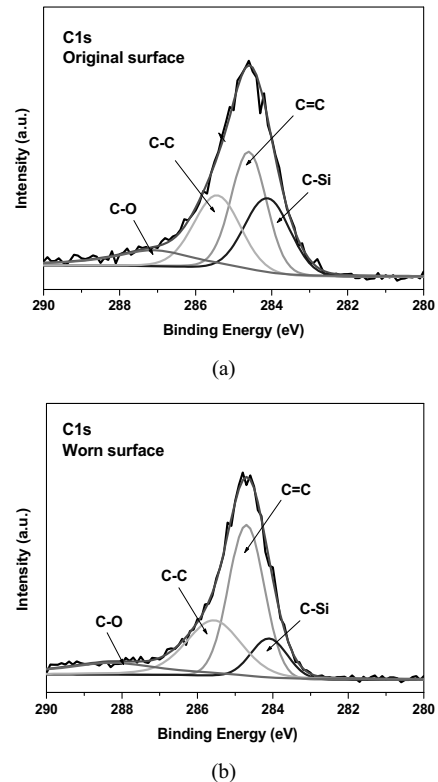 C1s
Original surface
C=C
C-C
C-Si
C-O
Intensity (a.u.)
290 288 286 284 282 280
Binding Energy (eV)
(a)
C1s
Worn surface
C=C
C-C
C-Si
C-O
Intensity (a.u.)
290 288 286 284 282 280
Binding Energy (eV)
(b)